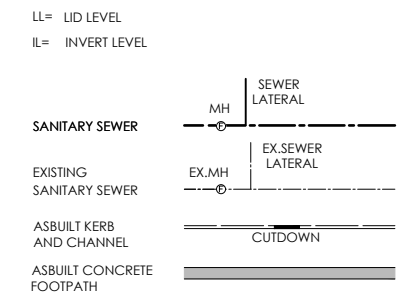 LL= LID LEVEL
IL= INVERT LEVEL
SEWER
LATERAL
MH
F
SANITARY SEWER
EX.SEWER
LATERAL
EXISTING
SANITARY SEWER
EX.MH
F
ASBUILT KERB
AND CHANNEL
CUTDOWN
ASBUILT CONCRETE
FOOTPATH